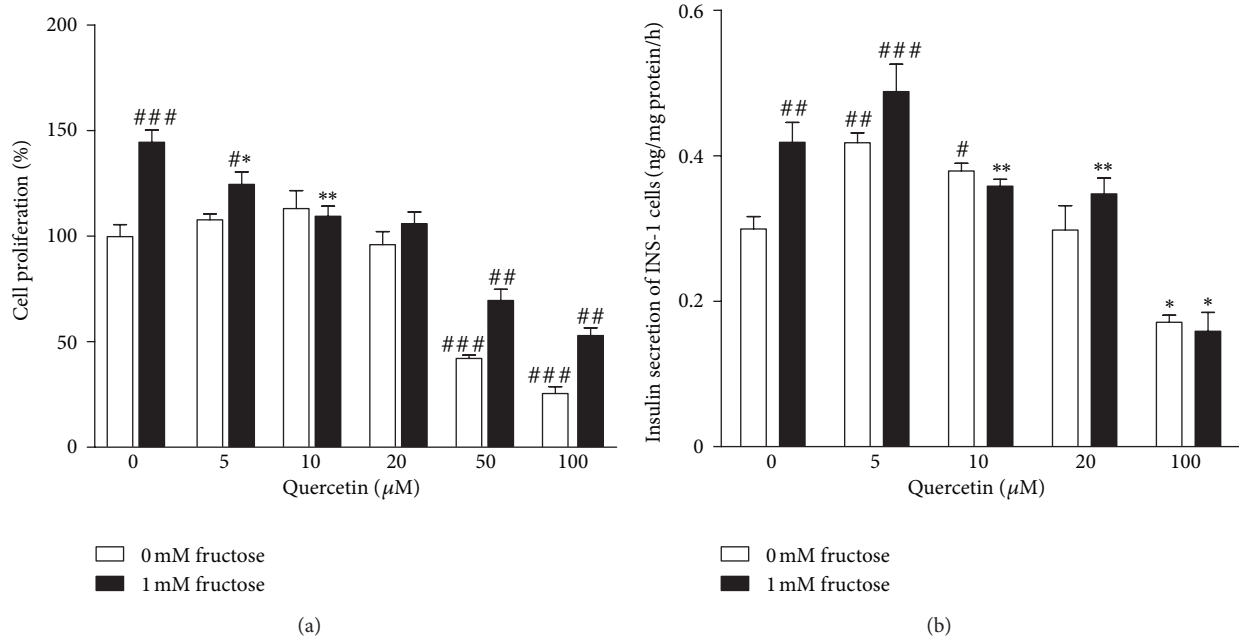 200
150
100
50
0
Cell proliferation (%)
###
#*
**
###
##
###
##
0 5 10 20 50 100
Quercetin (μM)
0 mM fructose
1 mM fructose
(a)
0.6
0.4
0.2
0
Insulin secretion of INS-1 cells (ng/mg protein/h)
##
##
###
#
**
**
*
*
0 5 10 20 100
Quercetin (μM)
0 mM fructose
1 mM fructose
(b)